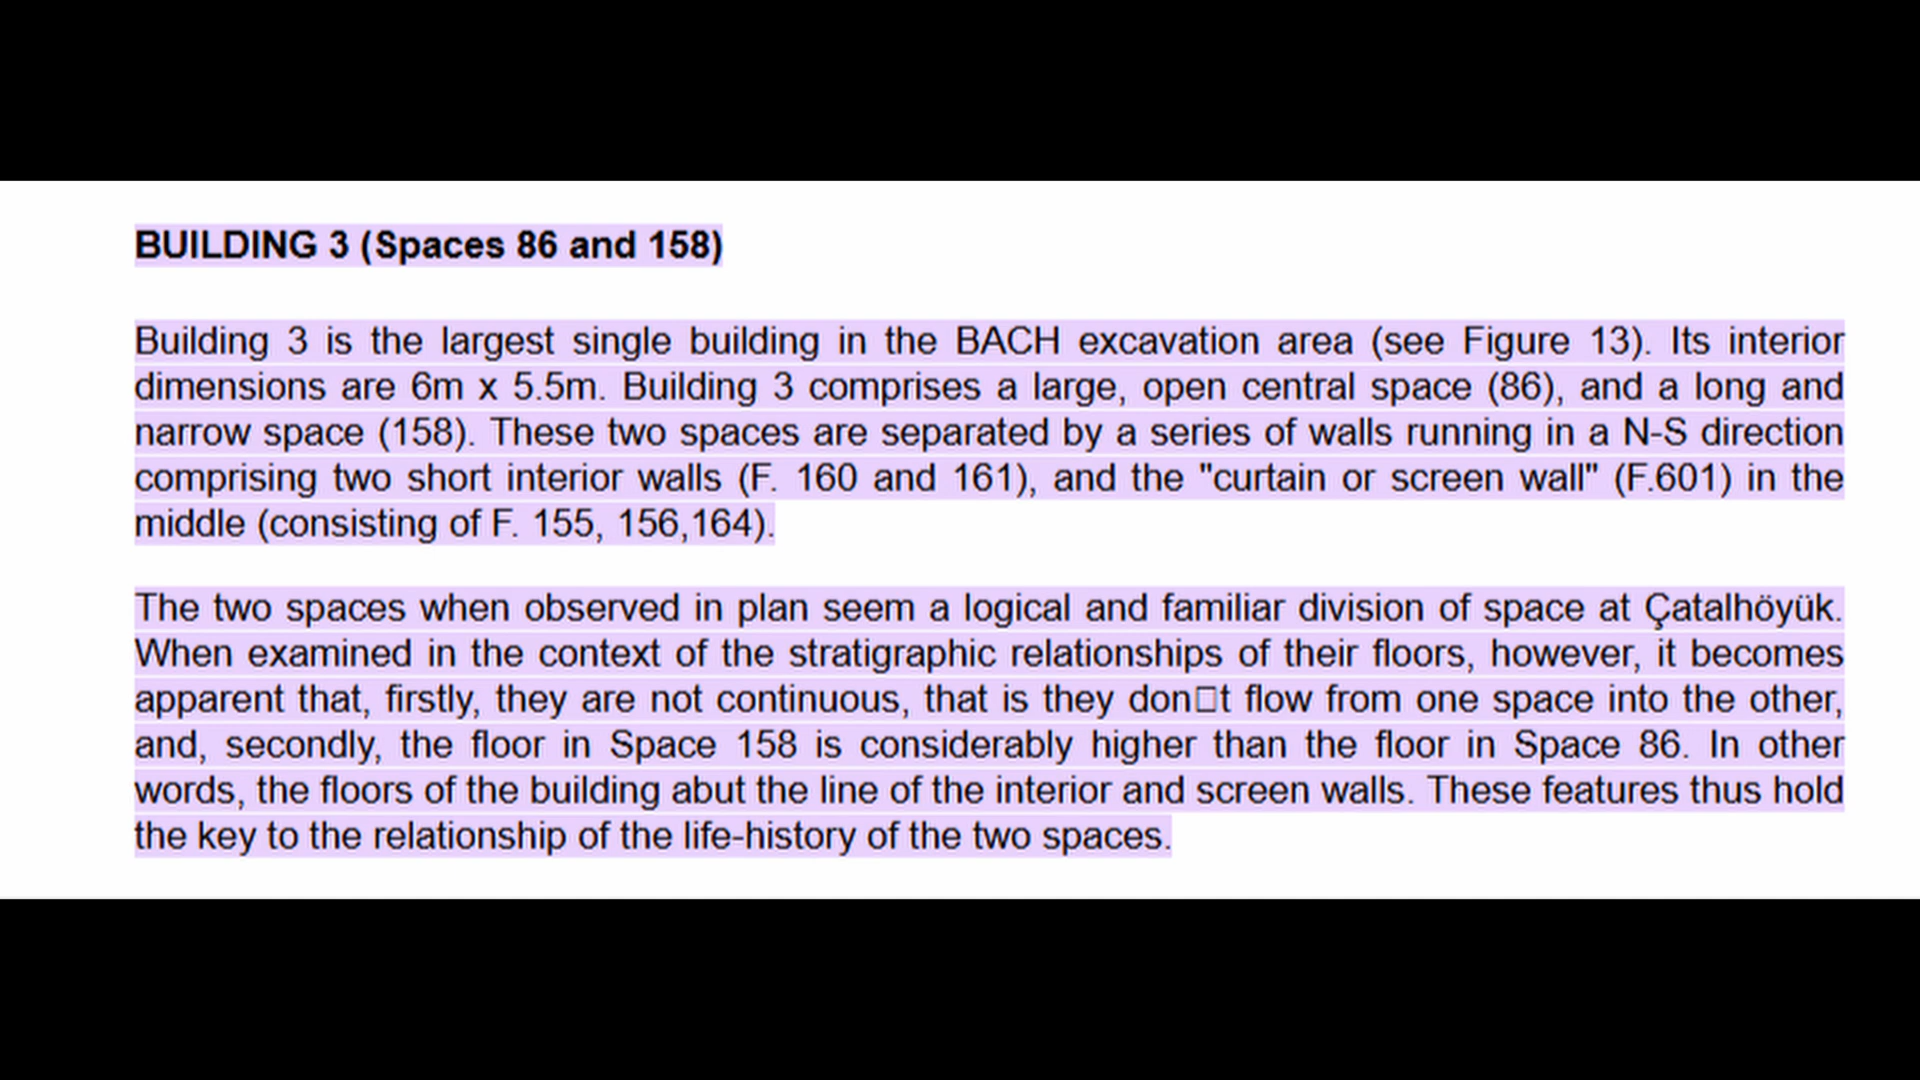 BUILDING 3 (Spaces 86 and 158)
Building 3 is the largest single building in the BACH excavation area (see Figure 13). Its interior
dimensions are 6m x 5.5m. Building 3 comprises a large, open central space (86), and a long and
narrow space (158). These two spaces are separated by a series of walls running in a N-S direction
comprising two short interior walls (F. 160 and 161), and the "curtain or screen wall" (F.601) in the
middle (consisting of F. 155, 156,164).
The two spaces when observed in plan seem a logical and familiar division of space at Çatalhöyük.
When examined in the context of the stratigraphic relationships of their floors, however, it becomes
apparent that, firstly, they are not continuous, that is they don□t flow from one space into the other,
and, secondly, the floor in Space 158 is considerably higher than the floor in Space 86. In other
words, the floors of the building abut the line of the interior and screen walls. These features thus hold
the key to the relationship of the life-history of the two spaces.